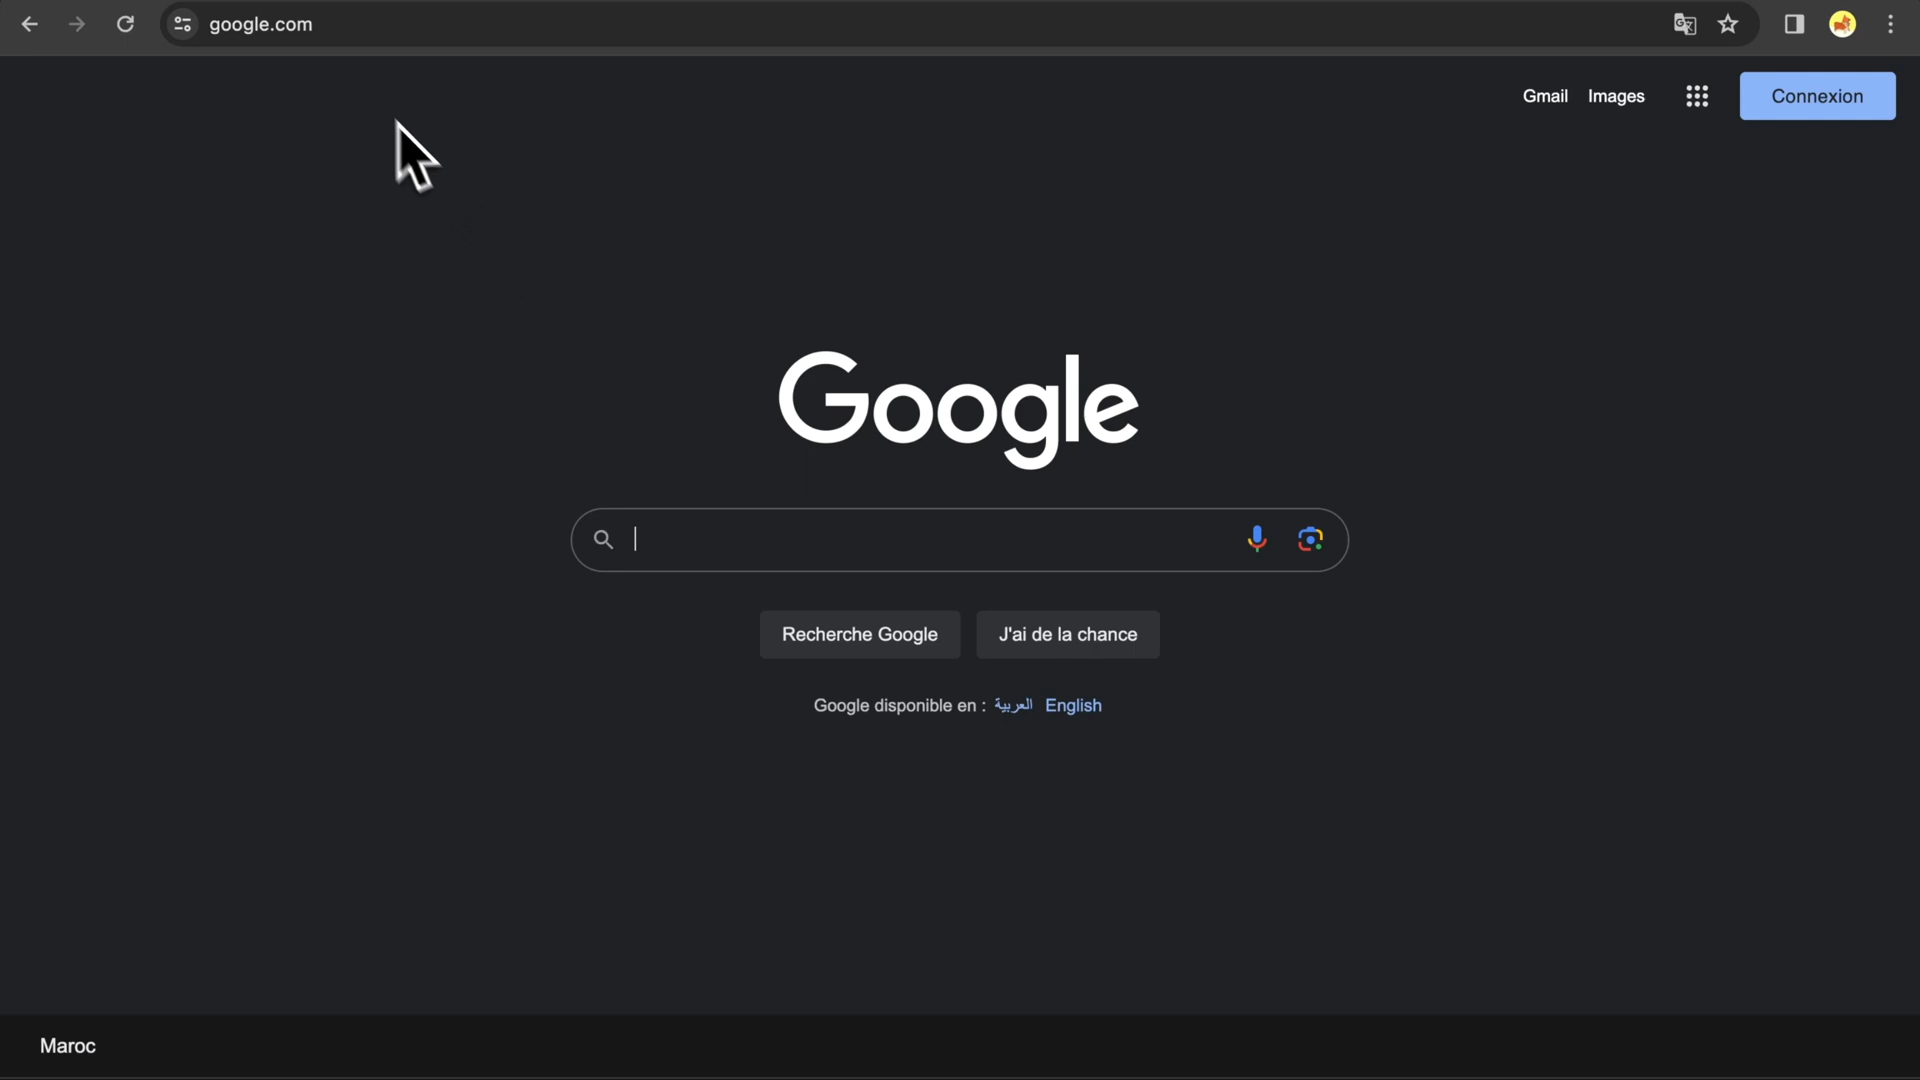 google.com
Gmail Images
Connexion
Google
Recherche Google J'ai de la chance
Google disponible en : العربية English
Maroc